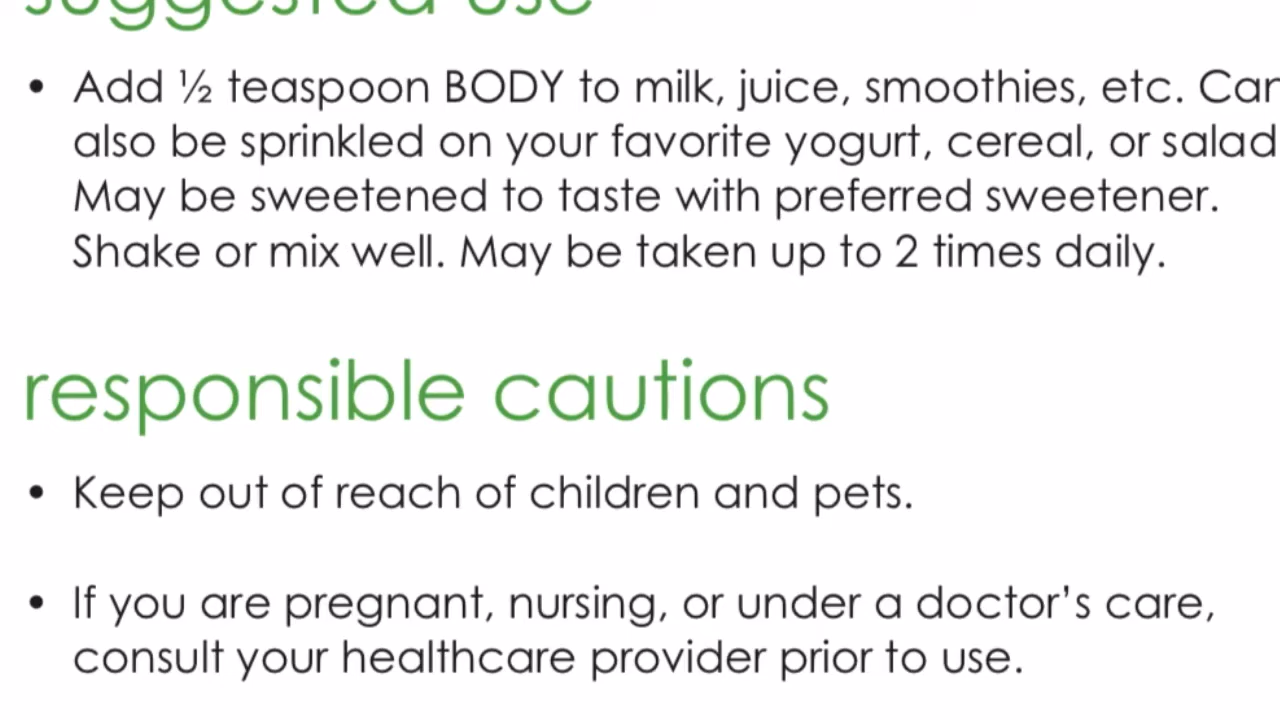 suggested use
• Add ½ teaspoon BODY to milk, juice, smoothies, etc. Can
also be sprinkled on your favorite yogurt, cereal, or salad
May be sweetened to taste with preferred sweetener.
Shake or mix well. May be taken up to 2 times daily.
responsible cautions
• Keep out of reach of children and pets.
• If you are pregnant, nursing, or under a doctor’s care,
consult your healthcare provider prior to use.